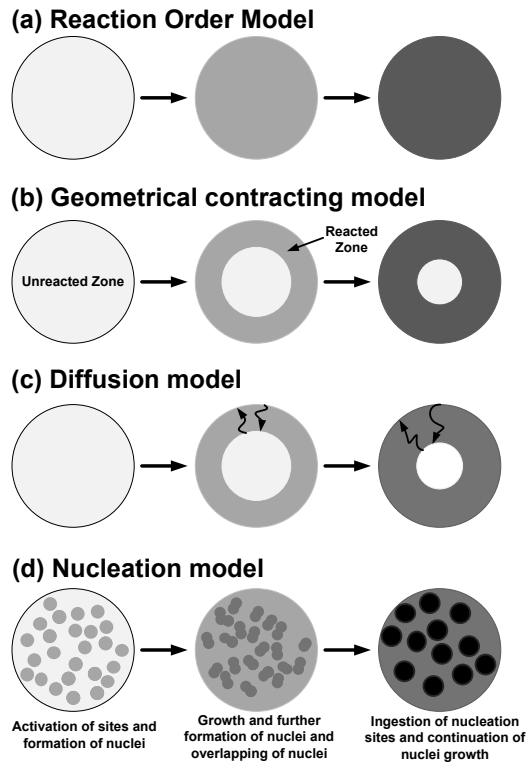 (a) Reaction Order Model
(b) Geometrical contracting model
Unreacted Zone
Reacted
Zone
(c) Diffusion model
(d) Nucleation model
Activation of sites and
formation of nuclei
Growth and further
formation of nuclei and
overlapping of nuclei
Ingestion of nucleation
sites and continuation of
nuclei growth